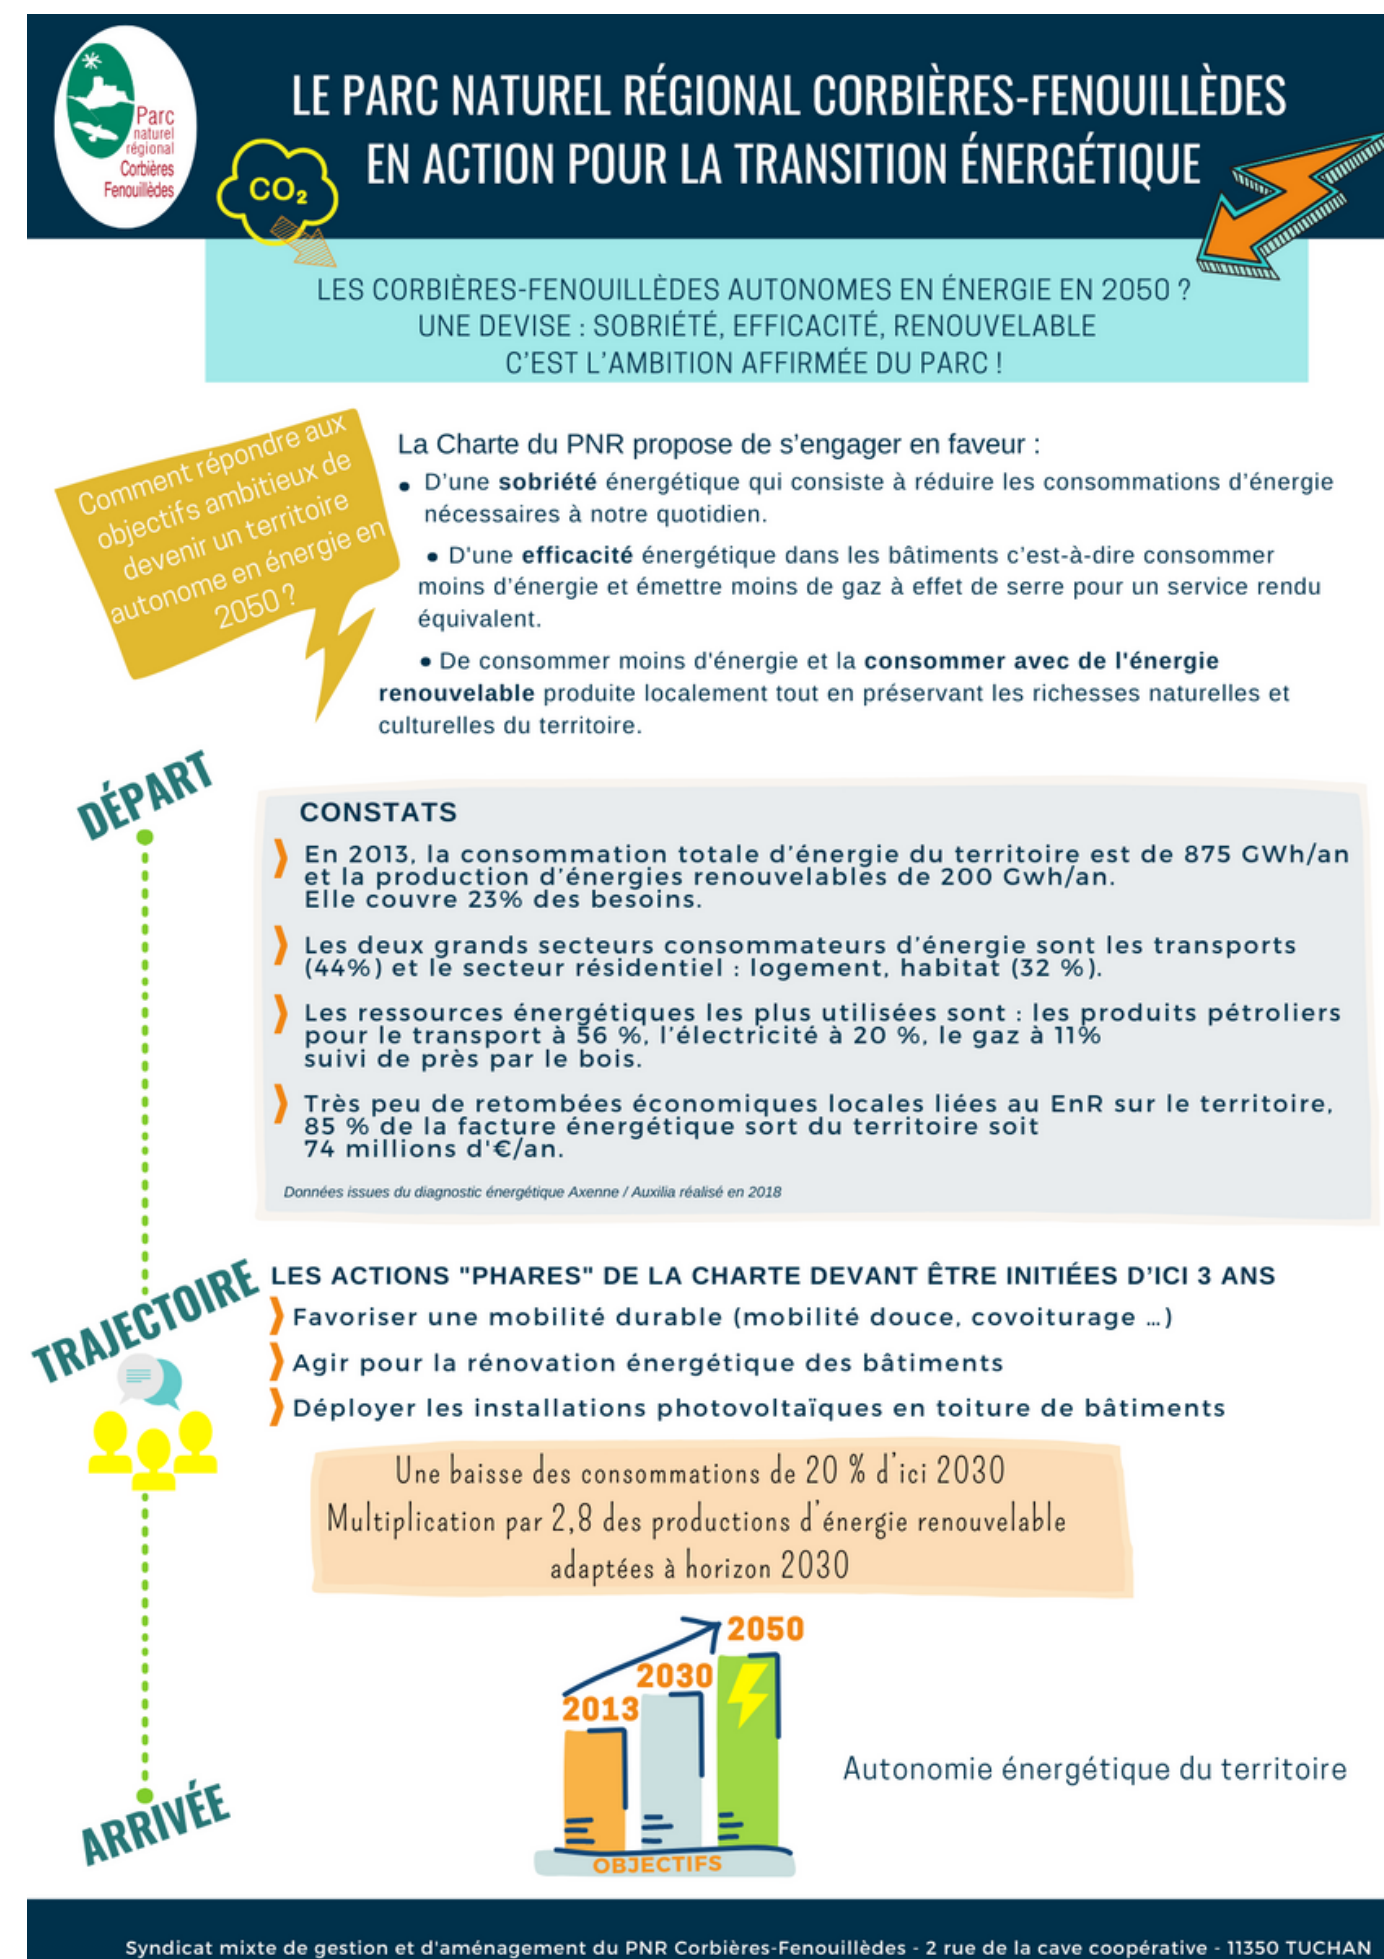 Parc
naturel
régional
Corbières
Fenouillèdes
LE PARC NATUREL RÉGIONAL CORBIÈRES-FENOUILLÈDES
EN ACTION POUR LA TRANSITION ÉNERGÉTIQUE
CO₂
LES CORBIÈRES-FENOUILLÈDES AUTONOMES EN ÉNERGIE EN 2050 ?
UNE DEVISE : SOBRIÉTÉ, EFFICACITÉ, RENOUVELABLE
C'EST L'AMBITION AFFIRMÉE DU PARC !
Comment répondre aux
objectifs ambitieux de
devenir un territoire
autonome en énergie en
2050 ?
La Charte du PNR propose de s'engager en faveur :
• D'une sobriété énergétique qui consiste à réduire les consommations d'énergie
nécessaires à notre quotidien.
• D'une efficacité énergétique dans les bâtiments c'est-à-dire consommer
moins d'énergie et émettre moins de gaz à effet de serre pour un service rendu
équivalent.
• De consommer moins d'énergie et la consommer avec de l'énergie
renouvelable produite localement tout en préservant les richesses naturelles et
culturelles du territoire.
DÉPART
CONSTATS
En 2013, la consommation totale d'énergie du territoire est de 875 GWh/an
et la production d'énergies renouvelables de 200 Gwh/an.
Elle couvre 23% des besoins.
Les deux grands secteurs consommateurs d'énergie sont les transports
(44%) et le secteur résidentiel : logement, habitat (32 %).
Les ressources énergétiques les plus utilisées sont : les produits pétroliers
pour le transport à 56 %, l'électricité à 20 %, le gaz à 11%
suivi de près par le bois.
Très peu de retombées économiques locales liées au EnR sur le territoire,
85 % de la facture énergétique sort du territoire soit
74 millions d'€/an.
Données issues du diagnostic énergétique Axenne / Auxilia réalisé en 2018
TRAJECTOIRE
LES ACTIONS "PHARES" DE LA CHARTE DEVANT ÊTRE INITIÉES D'ICI 3 ANS
Favoriser une mobilité durable (mobilité douce, covoiturage ...)
Agir pour la rénovation énergétique des bâtiments
Déployer les installations photovoltaïques en toiture de bâtiments
Une baisse des consommations de 20 % d'ici 2030
Multiplication par 2,8 des productions d'énergie renouvelable
adaptées à horizon 2030
2050
2030
2013
OBJECTIFS
Autonomie énergétique du territoire
ARRIVÉE
Syndicat mixte de gestion et d'aménagement du PNR Corbières-Fenouillèdes - 2 rue de la cave coopérative - 11350 TUCHAN